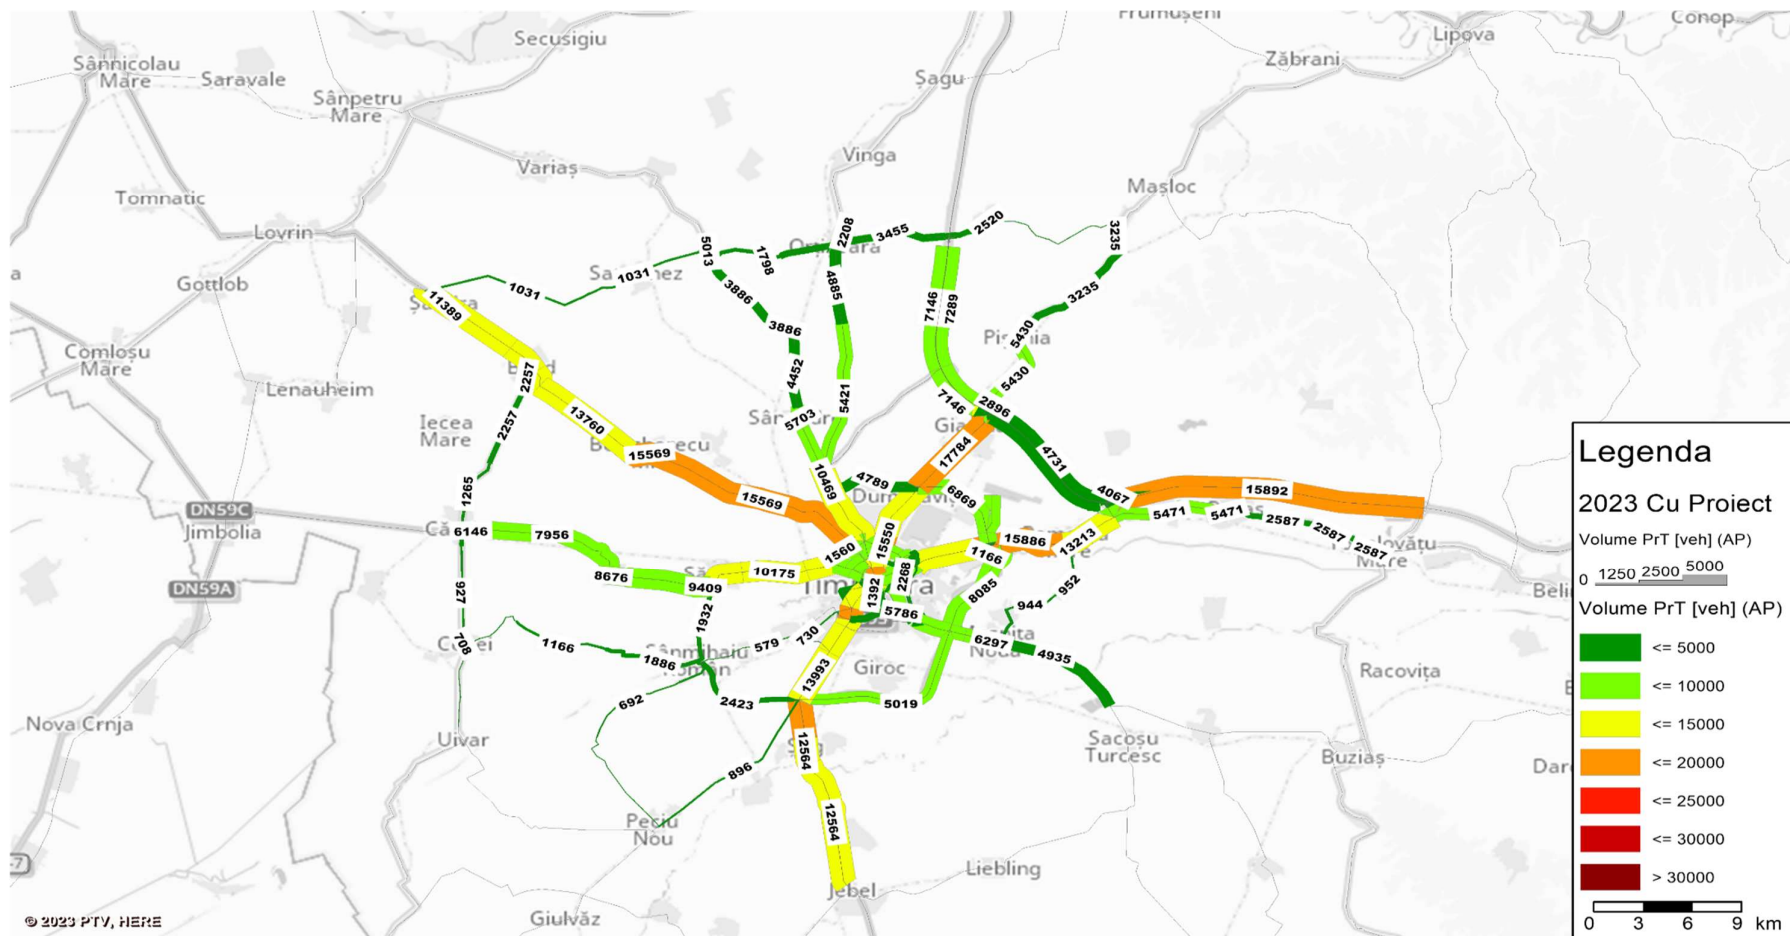 Frumușeni
Conop
Secusigiu
Lipova
Sânnicolau
Mare
Saravale
Șagu
Zăbrani
Sânpetru
Mare
Vinga
Variaș
Mașloc
Tomnatic
Lovrin
2208
3455
2520
3235
5013
1798
1031
1031
Gottlob
4885
3886
3235
11389
7146
7289
3886
5430
Comloșu
Mare
Lenauheim
2257
4452
5430
5421
7146
2896
Iecea
Mare
2257
13760
5703
15569
17784
4731
Legenda
10469
4789
6869
4067
15892
1265
15569
2023 Cu Proiect
DN59C
Jimbolia
6146
7956
15550
15886
13213
5471
5471
2587
2587
2587
Volume PrT [veh] (AP)
1560
1166
0 1250 2500 5000
8676
9409
10175
2268
DN59A
927
1392
8085
944
952
Volume PrT [veh] (AP)
1932
5786
708
1166
1886
579
730
6297
4935
<= 5000
Giroc
Racovița
692
2423
13993
5019
<= 10000
Nova Crnja
Uivar
Sacoșu
Turcesc
Buziaș
<= 15000
12564
896
<= 20000
Peciu
Nou
12564
<= 25000
<= 30000
Jebel
Liebling
> 30000
Giulvăz
© 2023 PTV, HERE
0 3 6 9 km